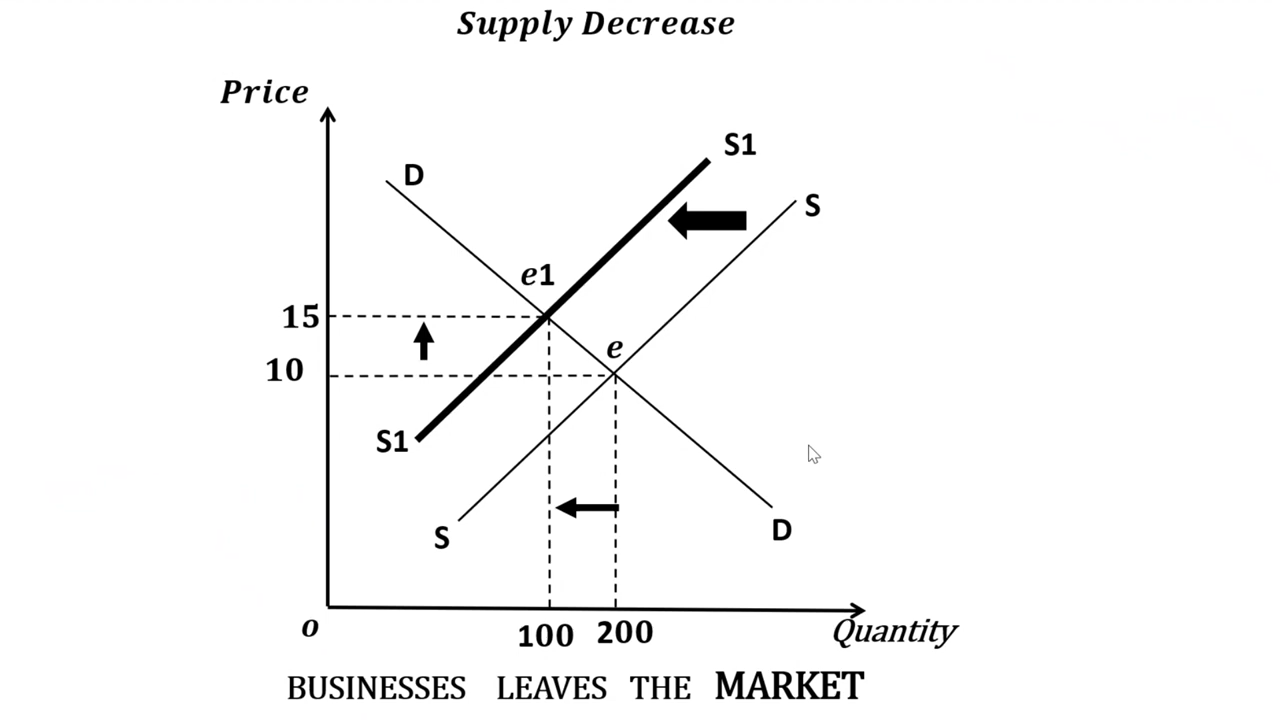 Supply Decrease
Price
D
S1
S
e1
15
e
10
S1
S
D
o
100 200
Quantity
BUSINESSES LEAVES THE MARKET